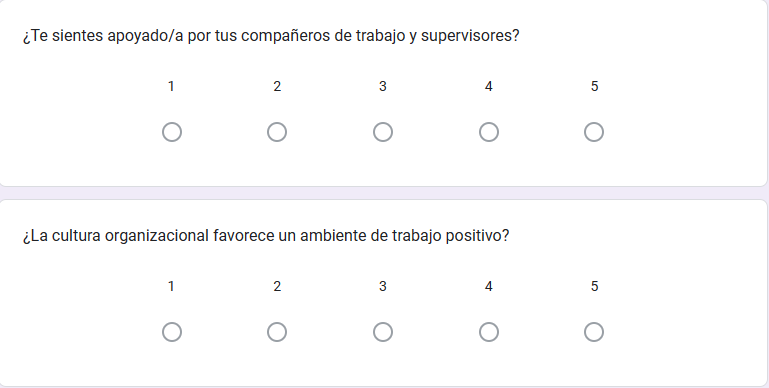 ¿Te sientes apoyado/a por tus compañeros de trabajo y supervisores?
1 2 3 4 5
¿La cultura organizacional favorece un ambiente de trabajo positivo?
1 2 3 4 5